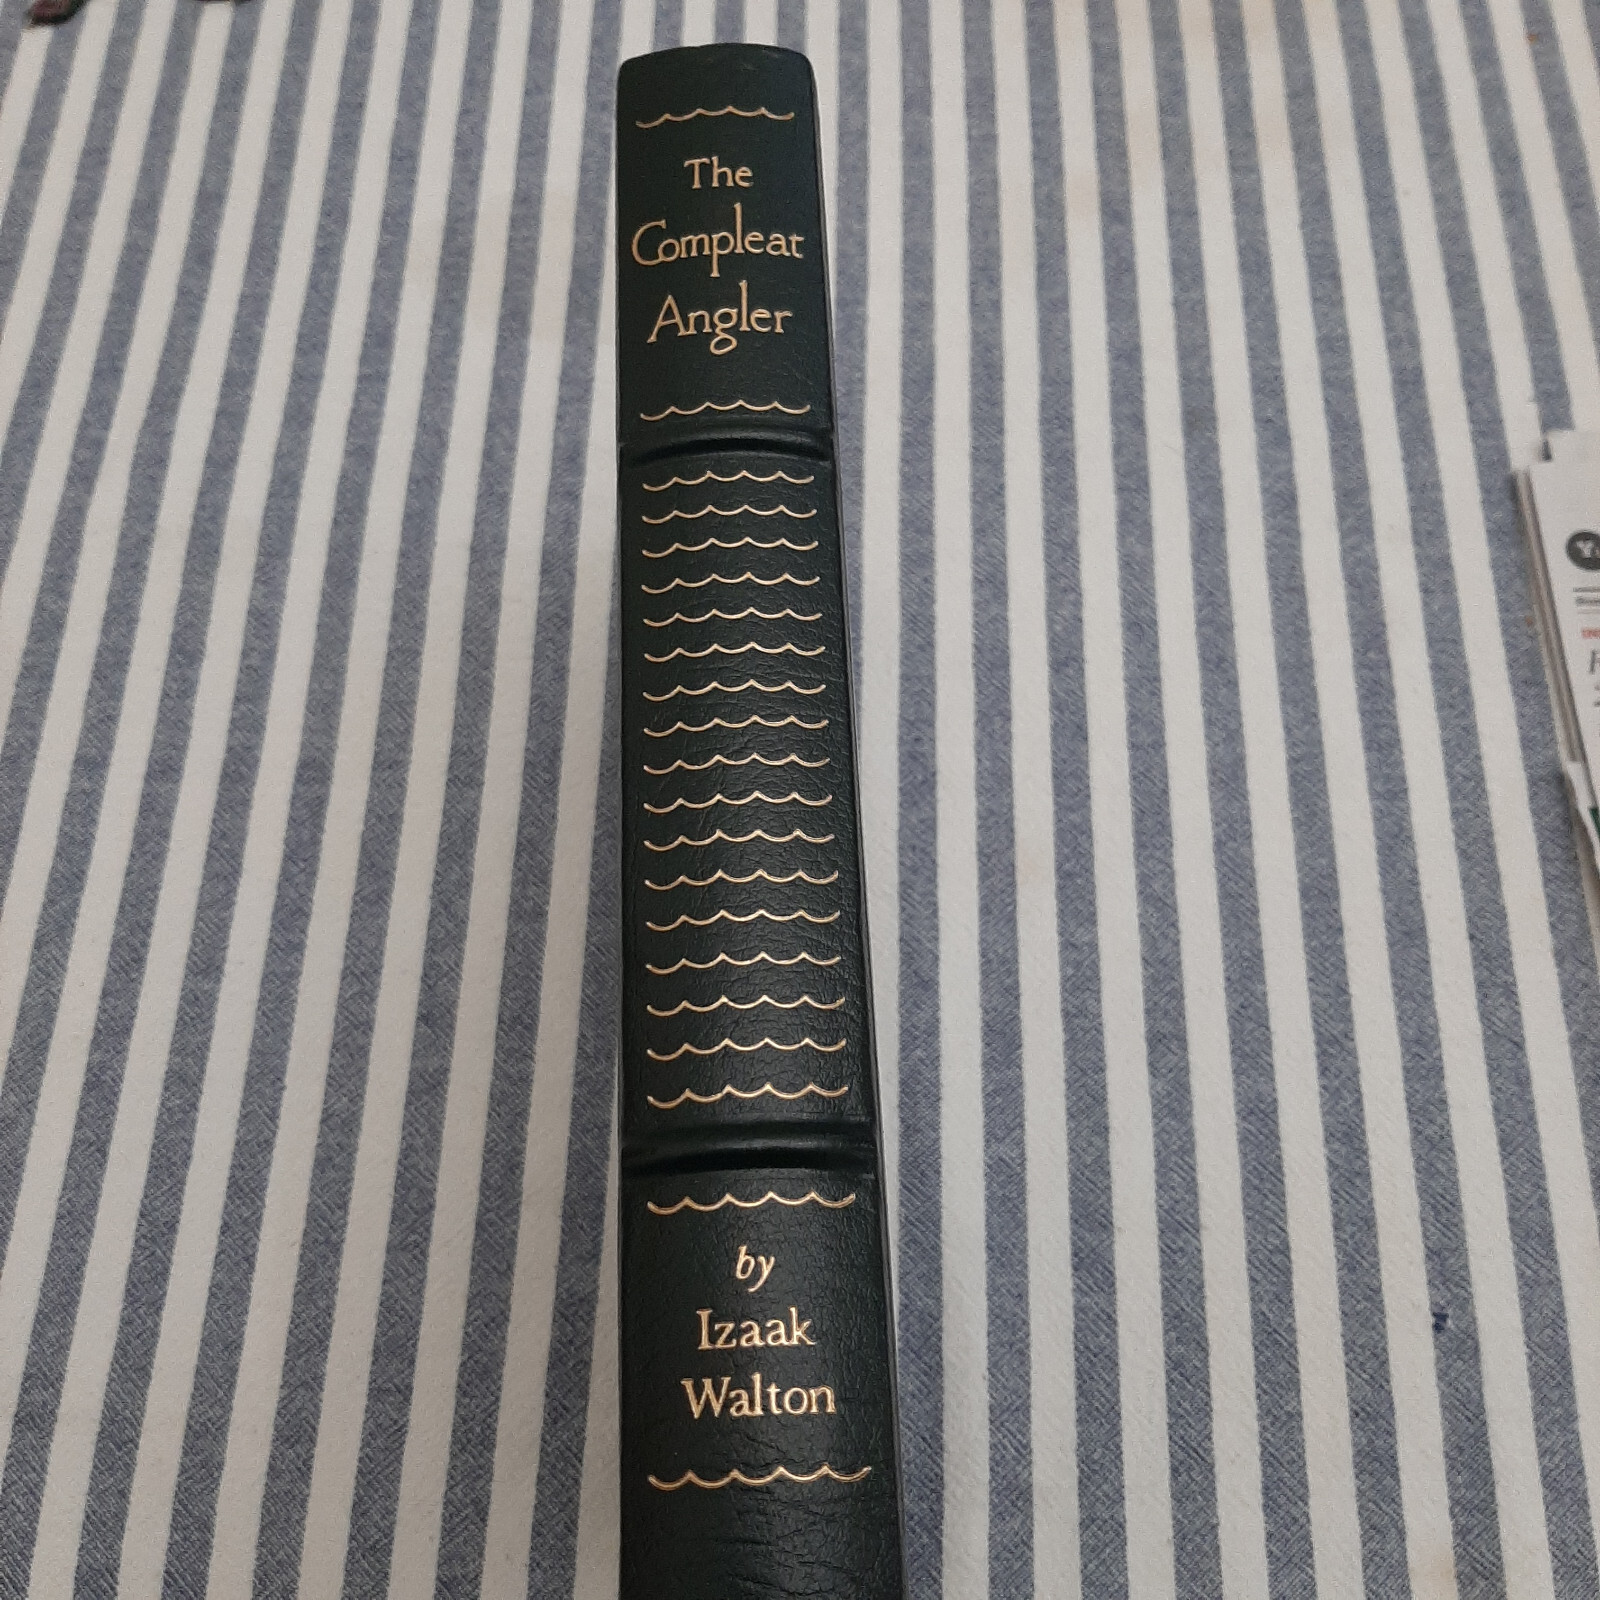 The
Compleat
Angler
by
Izaak
Walton